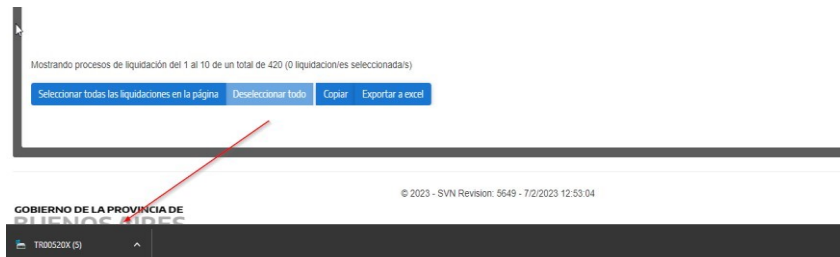 Mostrando procesos de liquidación del 1 al 10 de un total de 420 (0 liquidacion/es seleccionada/s)
Seleccionar todas las liquidaciones en la página Deseleccionar todo Copiar Exportar a excel
© 2023 - SVN Revision: 5649 - 7/2/2023 12:53:04
GOBIERNO DE LA PROVINCIA DE
BUENOS AIRES
TR00520X (5)